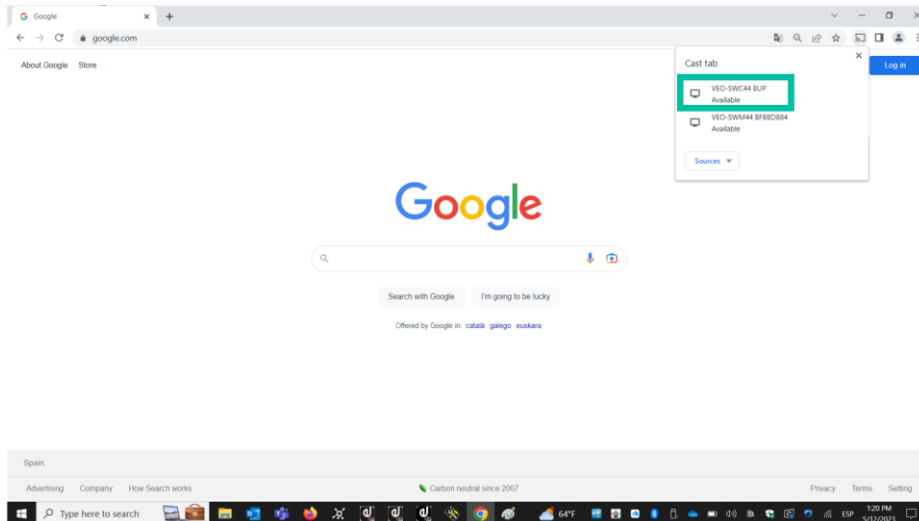 Google
google.com
About Google Store
Log in
Cast tab
VEO-SWC44 BUP
Available
VEO-SWM44 BFB8D884
Available
Sources
Google
Search with Google I'm going to be lucky
Offered by Google in: català galego euskara
Spain
Advertising Company How Search works
Carbon neutral since 2007
Privacy Terms Setting
Type here to search
64°F
ESP
1:20 PM
5/12/2023